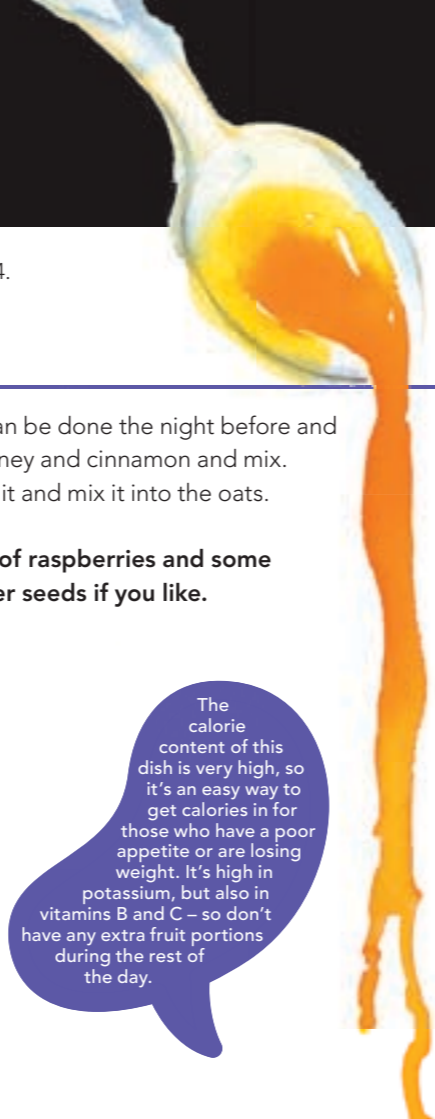 4.
an be done the night before and
ney and cinnamon and mix.
it and mix it into the oats.
of raspberries and some
er seeds if you like.
The
calorie
content of this
dish is very high, so
it's an easy way to
get calories in for
those who have a poor
appetite or are losing
weight. It's high in
potassium, but also in
vitamins B and C – so don't
have any extra fruit portions
during the rest of
the day.